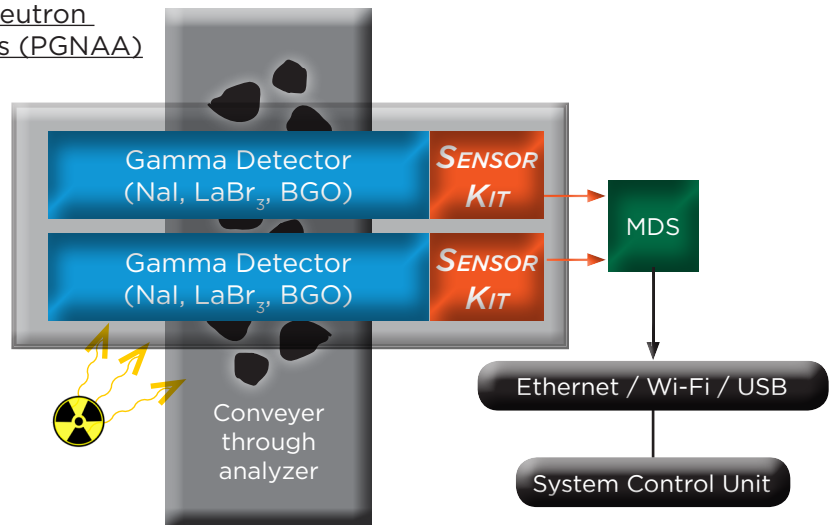 eutron
s (PGNAA)
Gamma Detector
(NaI, LaBr₃, BGO)
SENSOR
KIT
MDS
Gamma Detector
(NaI, LaBr₃, BGO)
SENSOR
KIT
Ethernet / Wi-Fi / USB
Conveyer
through
analyzer
System Control Unit